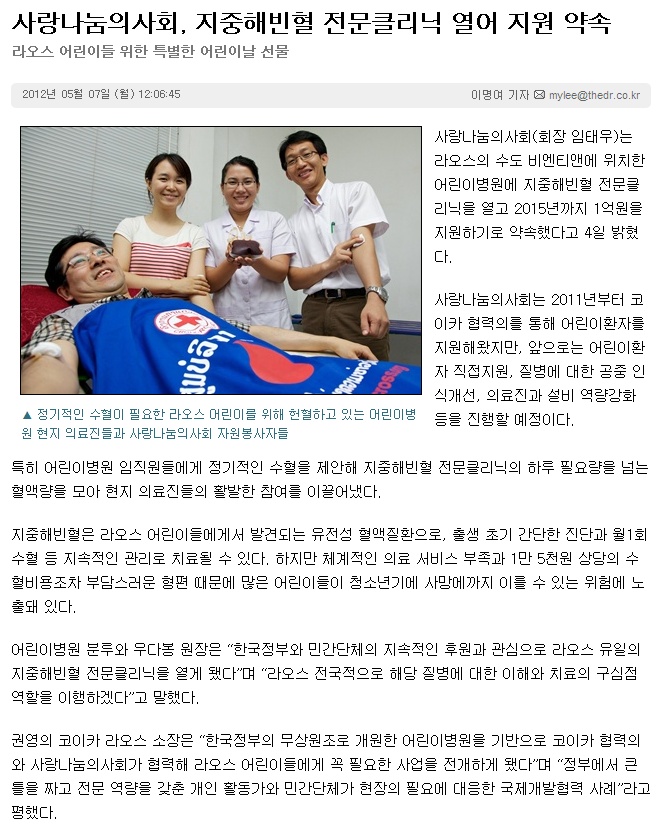 사랑나눔의사회, 지중해빈혈 전문클리닉 열어 지원 약속
라오스 어린이들 위한 특별한 어린이날 선물
2012년 05월 07일 (월) 12:06:45
이명여 기자 mylee@thedr.co.kr
사랑나눔의사회(회장 임태우)는
라오스의 수도 비엔티앤에 위치한
어린이병원에 지중해빈혈 전문클
리닉을 열고 2015년까지 1억원을
지원하기로 약속했다고 4일 밝혔
다.
사랑나눔의사회는 2011년부터 코
이카 협력의를 통해 어린이환자를
지원해왔지만, 앞으로는 어린이환
자 직접지원, 질병에 대한 공중 인
식개선, 의료진과 설비 역량강화
등을 진행할 예정이다.
▲ 정기적인 수혈이 필요한 라오스 어린이를 위해 헌혈하고 있는 어린이병
원 현지 의료진들과 사랑나눔의사회 자원봉사자들
특히 어린이병원 임직원들에게 정기적인 수혈을 제안해 지중해빈혈 전문클리닉의 하루 필요량을 넘는
혈액량을 모아 현지 의료진들의 활발한 참여를 이끌어냈다.
지중해빈혈은 라오스 어린이들에게서 발견되는 유전성 혈액질환으로, 출생 초기 간단한 진단과 월1회
수혈 등 지속적인 관리로 치료될 수 있다. 하지만 체계적인 의료 서비스 부족과 1만 5천원 상당의 수
혈비용조차 부담스러운 형편 때문에 많은 어린이들이 청소년기에 사망에까지 이를 수 있는 위험에 노
출돼 있다.
어린이병원 분루와 우다봉 원장은 “한국정부와 민간단체의 지속적인 후원과 관심으로 라오스 유일의
지중해빈혈 전문클리닉을 열게 됐다”며 “라오스 전국적으로 해당 질병에 대한 이해와 치료의 구심점
역할을 이행하겠다”고 말했다.
권영의 코이카 라오스 소장은 “한국정부의 무상원조로 개원한 어린이병원을 기반으로 코이카 협력의
와 사랑나눔의사회가 협력해 라오스 어린이들에게 꼭 필요한 사업을 전개하게 됐다”며 “정부에서 큰
틀을 짜고 전문 역량을 갖춘 개인 활동가와 민간단체가 현장의 필요에 대응한 국제개발협력 사례”라고
평했다.